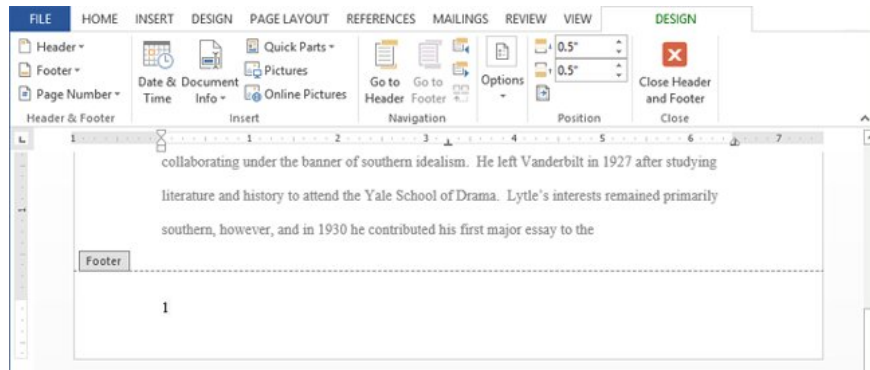 FILE HOME INSERT DESIGN PAGE LAYOUT REFERENCES MAILINGS REVIEW VIEW DESIGN
Header
Footer
Page Number
Header & Footer
Date & Time
Document Info
Quick Parts
Pictures
Online Pictures
Insert
Go to Header
Go to Footer
Navigation
Options
0.5"
0.5"
Position
Close Header and Footer
Close
1 1 2 3 4 5 6 7
collaborating under the banner of southern idealism. He left Vanderbilt in 1927 after studying
literature and history to attend the Yale School of Drama. Lytle's interests remained primarily
southern, however, and in 1930 he contributed his first major essay to the
1
Footer
1